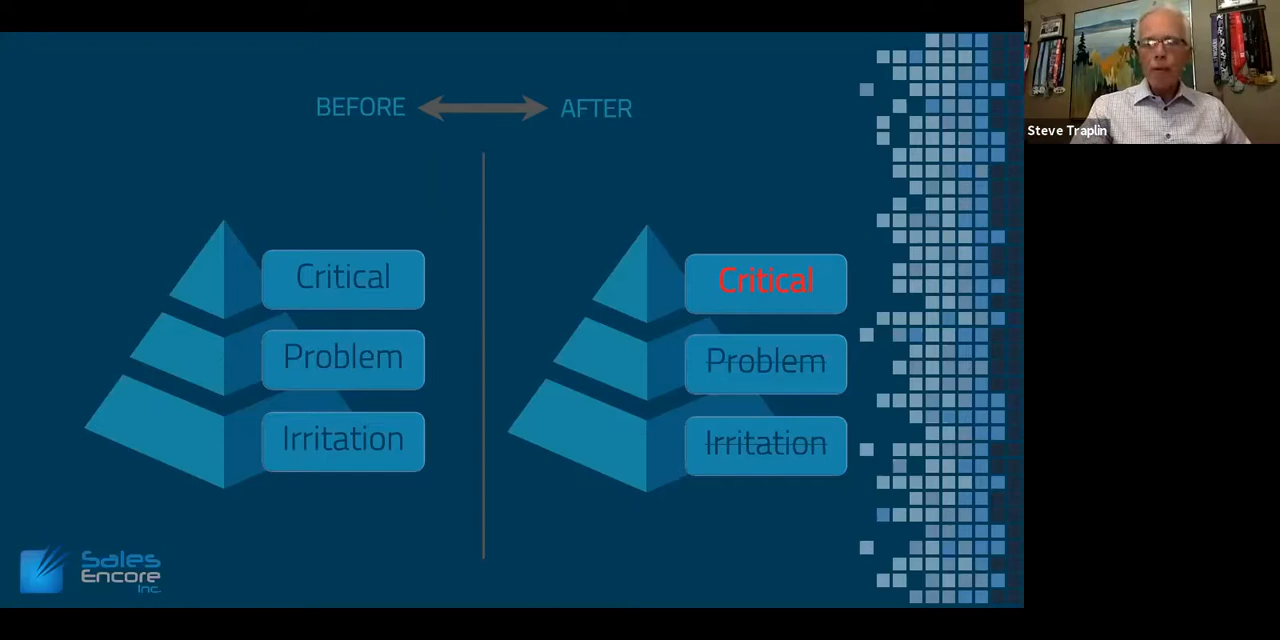 BEFORE
AFTER
Critical
Problem
Irritation
Critical
Problem
Irritation
Sales
Encore
Inc.
Steve Traplin